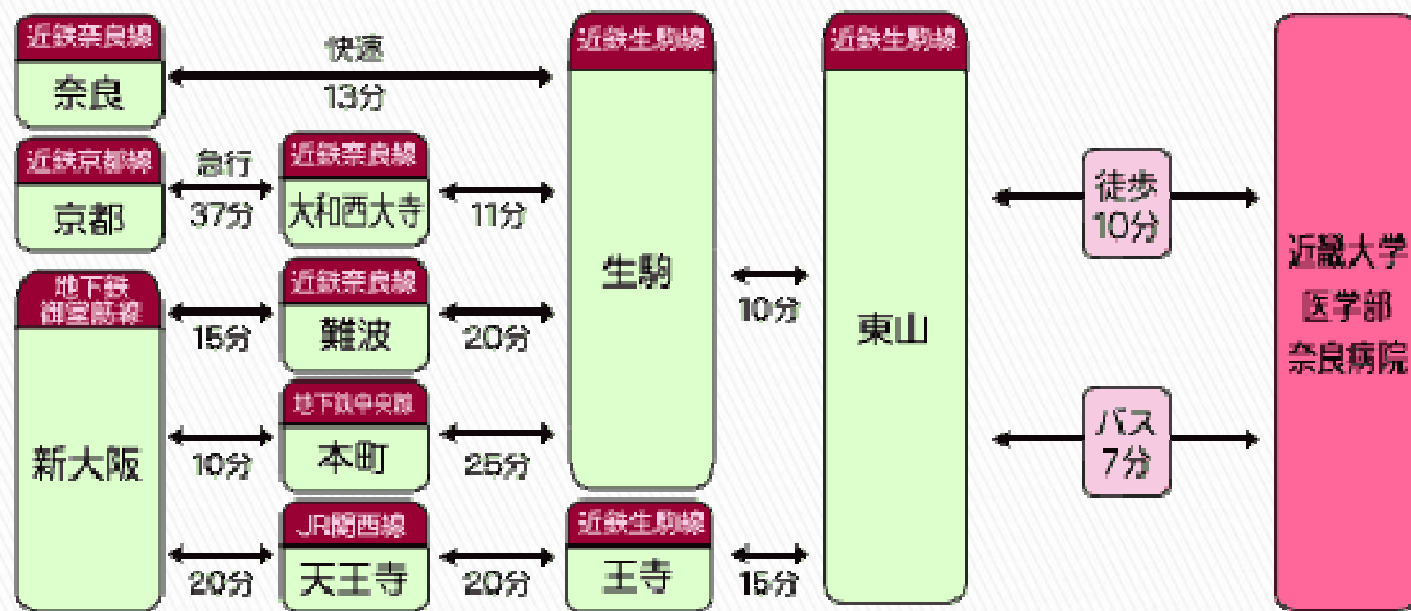 近鉄奈良線
奈良
快速
13分
近鉄生駒線
生駒
近鉄生駒線
東山
近鉄京都線
京都
急行
37分
近鉄奈良線
大和西大寺
11分
地下鉄
御堂筋線
新大阪
15分
近鉄奈良線
難波
20分
10分
地下鉄中央線
本町
25分
20分
JR関西線
天王寺
20分
近鉄生駒線
王寺
10分
15分
徒歩
10分
バス
7分
近畿大学
医学部
奈良病院